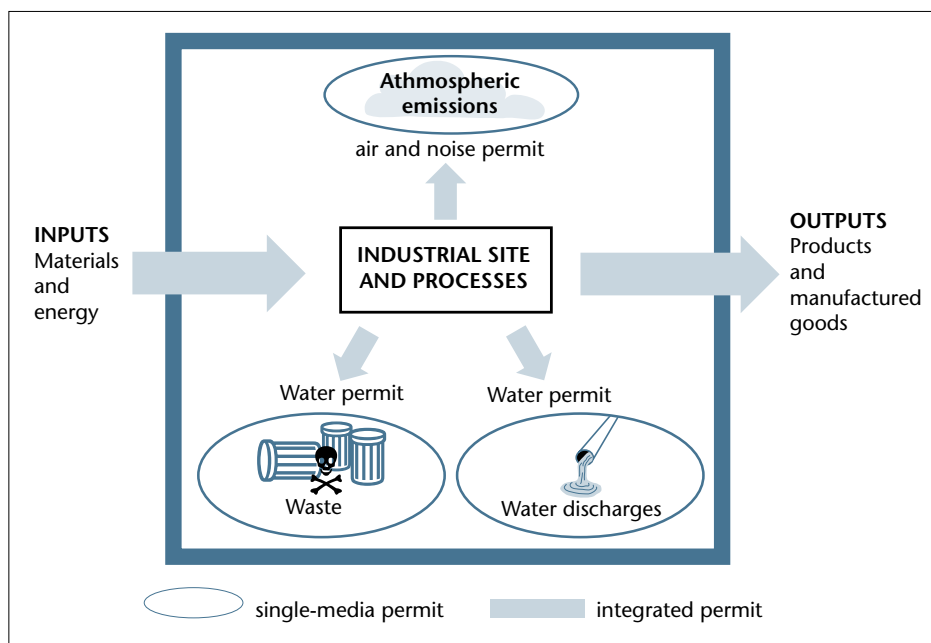 Athmospheric
emissions
air and noise permit
INPUTS
Materials
and
energy
INDUSTRIAL SITE
AND PROCESSES
OUTPUTS
Products
and
manufactured
goods
Water permit
Water permit
Waste
Water discharges
single-media permit
integrated permit